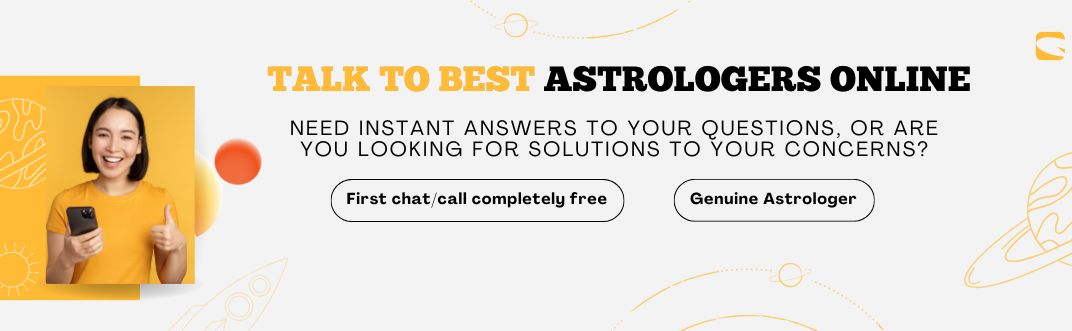 TALK TO BEST ASTROLOGERS ONLINE
NEED INSTANT ANSWERS TO YOUR QUESTIONS, OR ARE
YOU LOOKING FOR SOLUTIONS TO YOUR CONCERNS?
First chat/call completely free
Genuine Astrologer